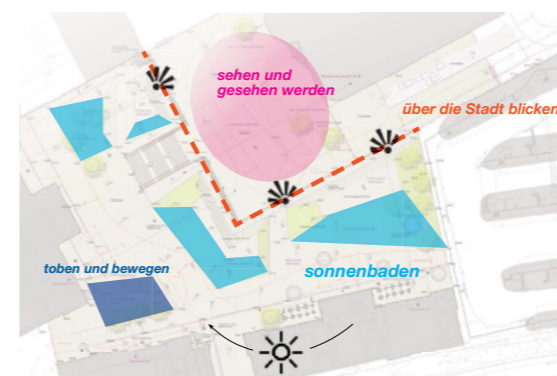 sehen und
gesehen werden
über die Stadt blicken
toben und bewegen
sonnenbaden